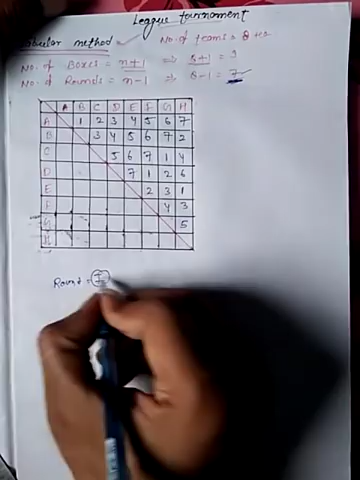 League tournament
Tabular method No. of teams = 8
No. of Boxes = n+1 ⇒ 8+1 = 9
No. of Rounds = n-1 ⇒ 8-1 = 7
A B C D E F G H
A 1 2 3 4 5 6 7
B 3 4 5 6 7 2
C 5 6 7 1 4
D 7 1 2 6
E 2 3 1
F 4 3
G 5
H
Round = I